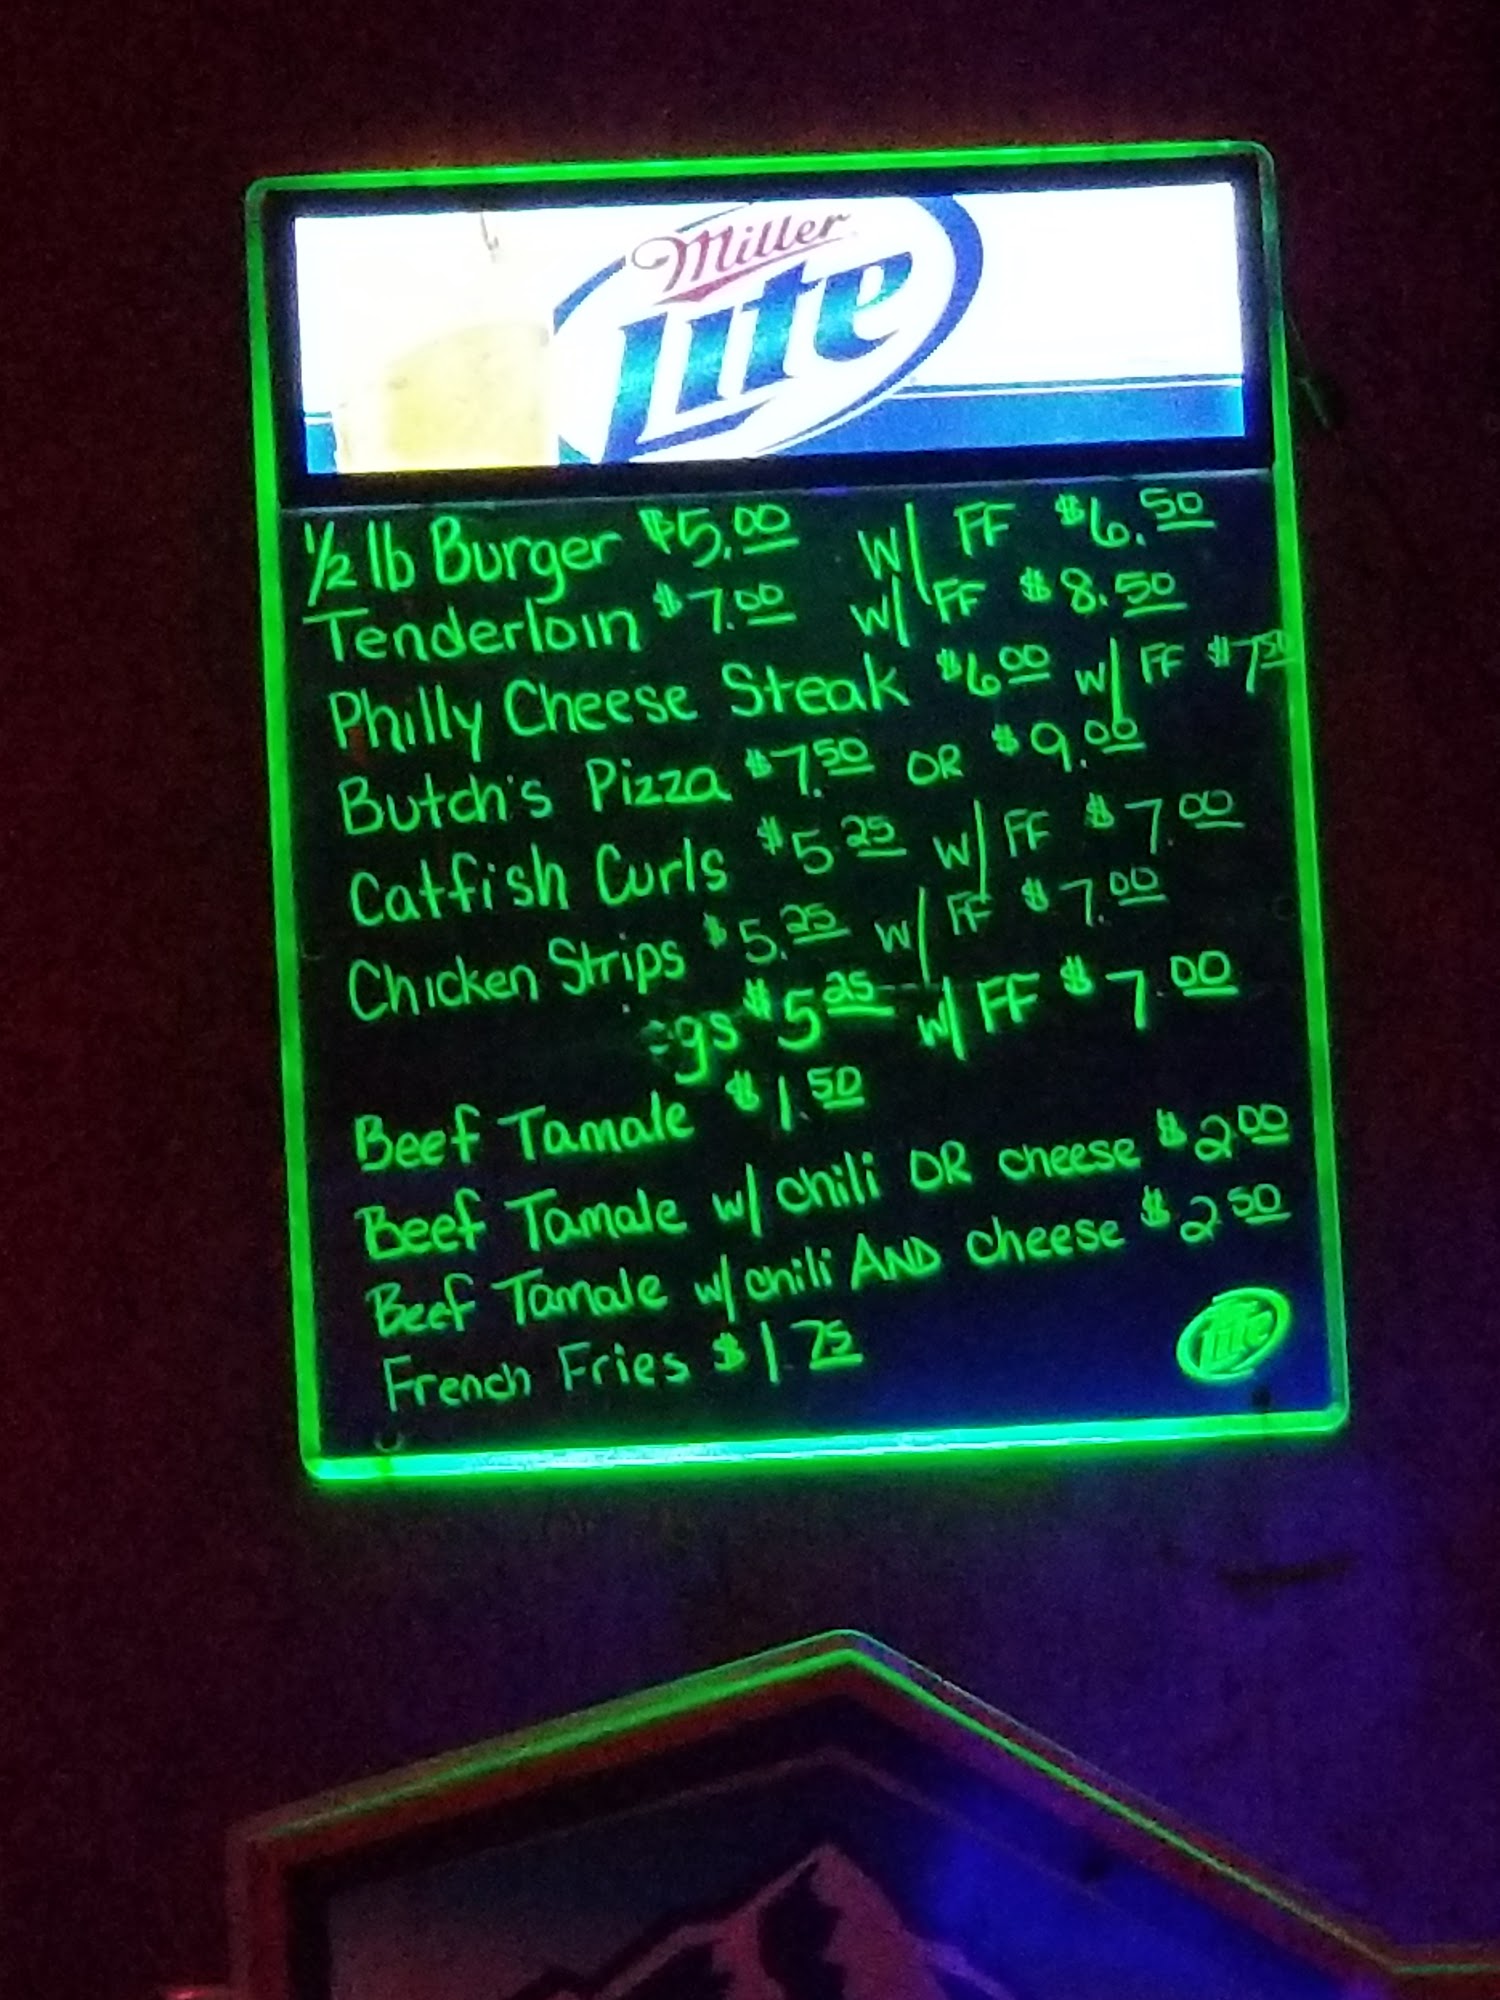 Miller
Lite
1/2 lb Burger $5.00 w/ FF $6.50
Tenderloin $7.00 w/ FF $8.50
Philly Cheese Steak $6.00 w/ FF $7.50
Butch's Pizza $7.50 OR $9.00
Catfish Curls $5.25 w/ FF $7.00
Chicken Strips $5.25 w/ FF $7.00
$5.25 w/ FF $7.00
Beef Tamale $1.50
Beef Tamale w/ chili OR cheese $2.00
Beef Tamale w/ chili AND cheese $2.50
French Fries $1.75
Lite